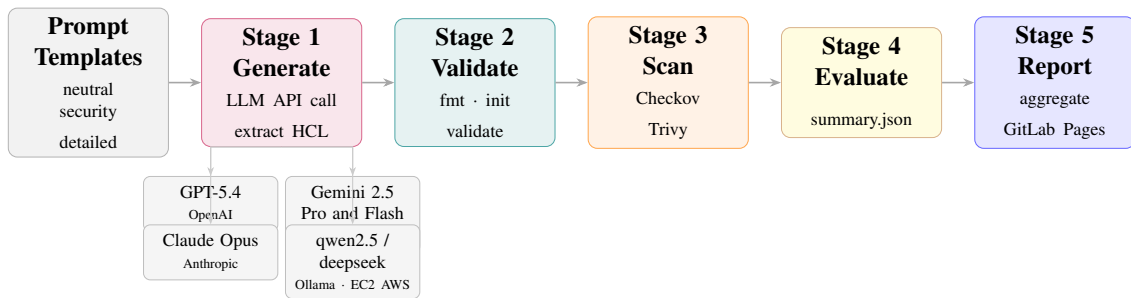 Prompt
Templates
neutral
security
detailed
Stage 1
Generate
LLM API call
extract HCL
Stage 2
Validate
fmt · init
validate
Stage 3
Scan
Checkov
Trivy
Stage 4
Evaluate
summary.json
Stage 5
Report
aggregate
GitLab Pages
GPT-5.4
OpenAI
Claude Opus
Anthropic
Gemini 2.5
Pro and Flash
qwen2.5 /
deepseek
Ollama · EC2 AWS